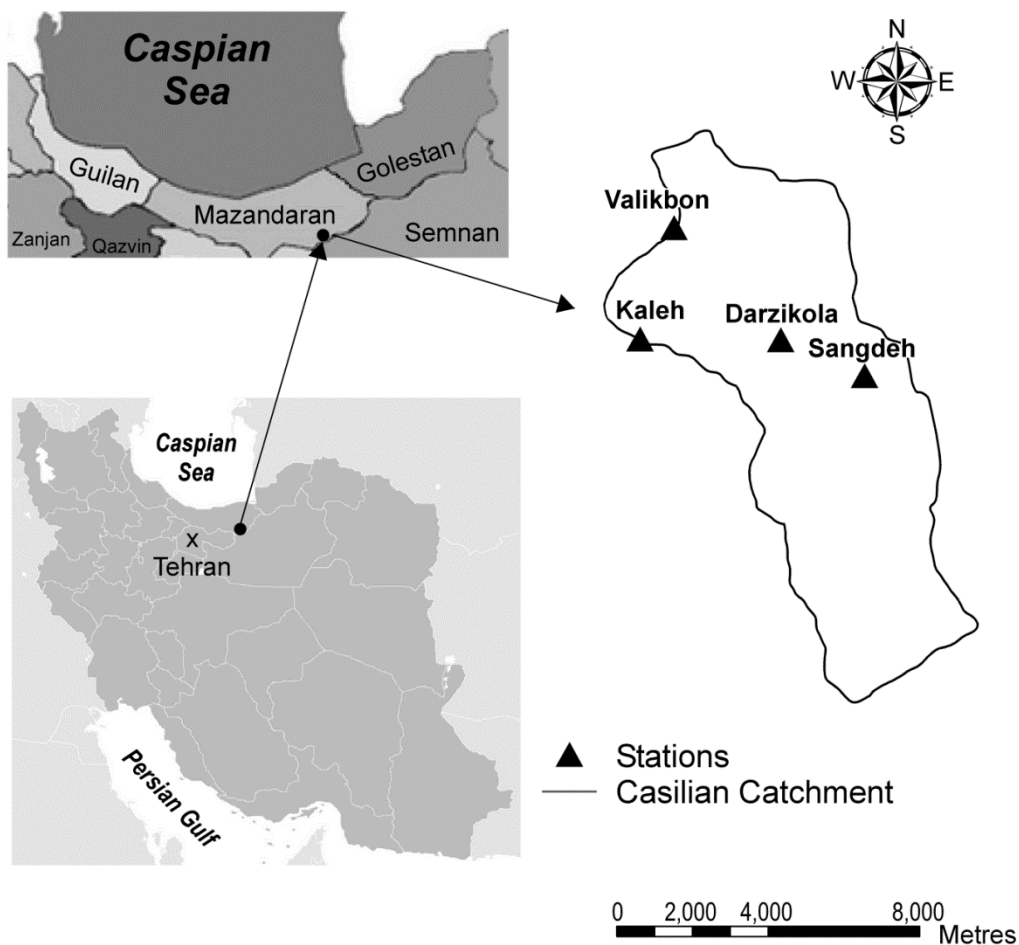 Caspian
Sea
Guilan
Golestan
Mazandaran
Zanjan
Qazvin
Semnan
N
W
E
S
Valikbon
Kaleh
Darzikola
Sangdeh
Caspian
Sea
x
Tehran
Persian Gulf
Stations
Casilian Catchment
0 2,000 4,000 8,000
Metres